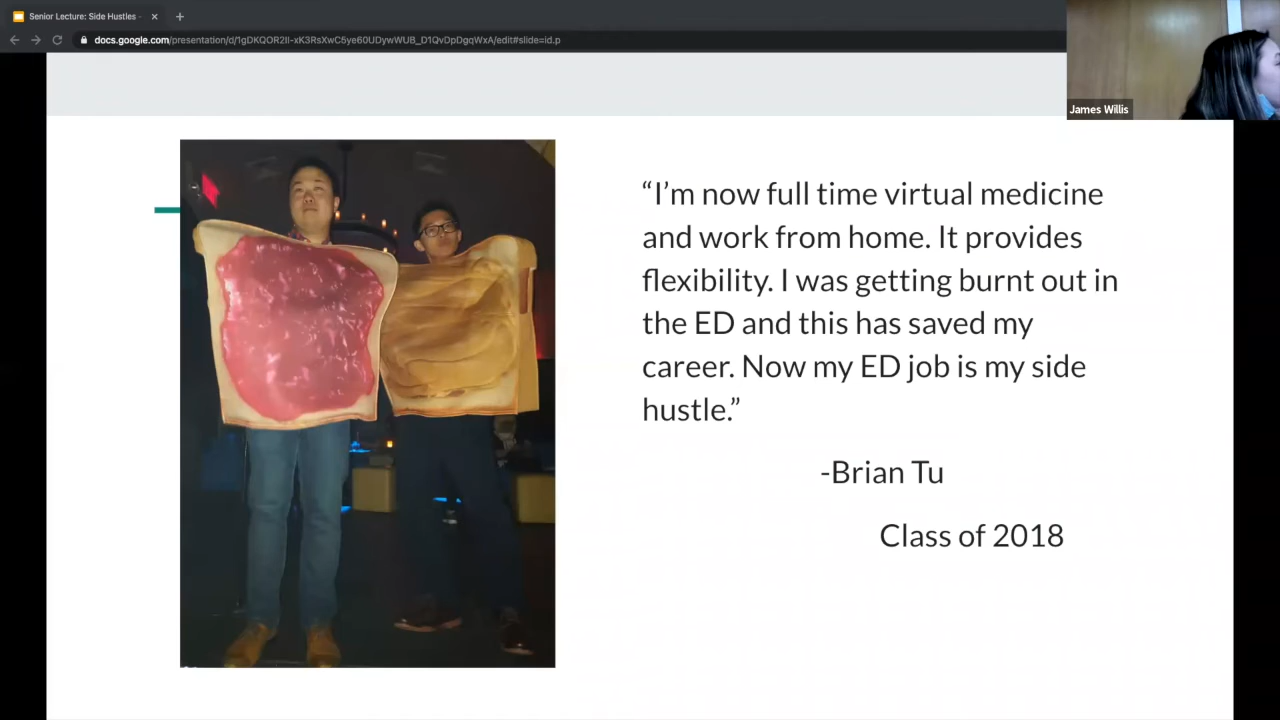 Senior Lecture: Side Hustles -
docs.google.com/presentation/d/1gDKQOR2II-xK3RsXwC5ye60UDywWUB_D1QvDpDgqWxA/edit#slide=id.p
James Willis
“I’m now full time virtual medicine
and work from home. It provides
flexibility. I was getting burnt out in
the ED and this has saved my
career. Now my ED job is my side
hustle.”
-Brian Tu
Class of 2018